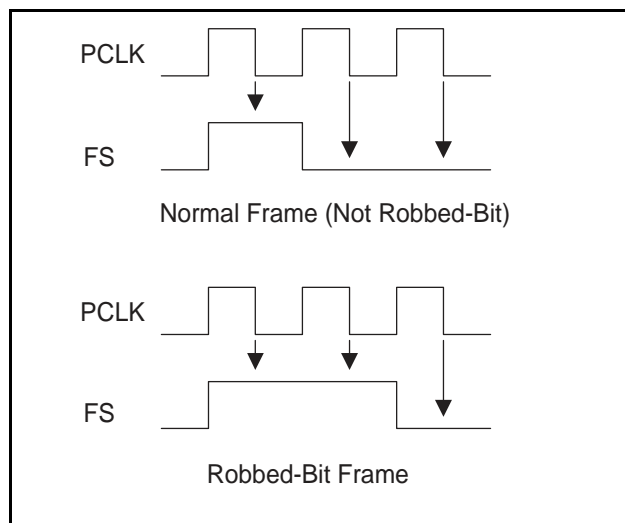 PCLK
FS
Normal Frame (Not Robbed-Bit)
PCLK
FS
Robbed-Bit Frame